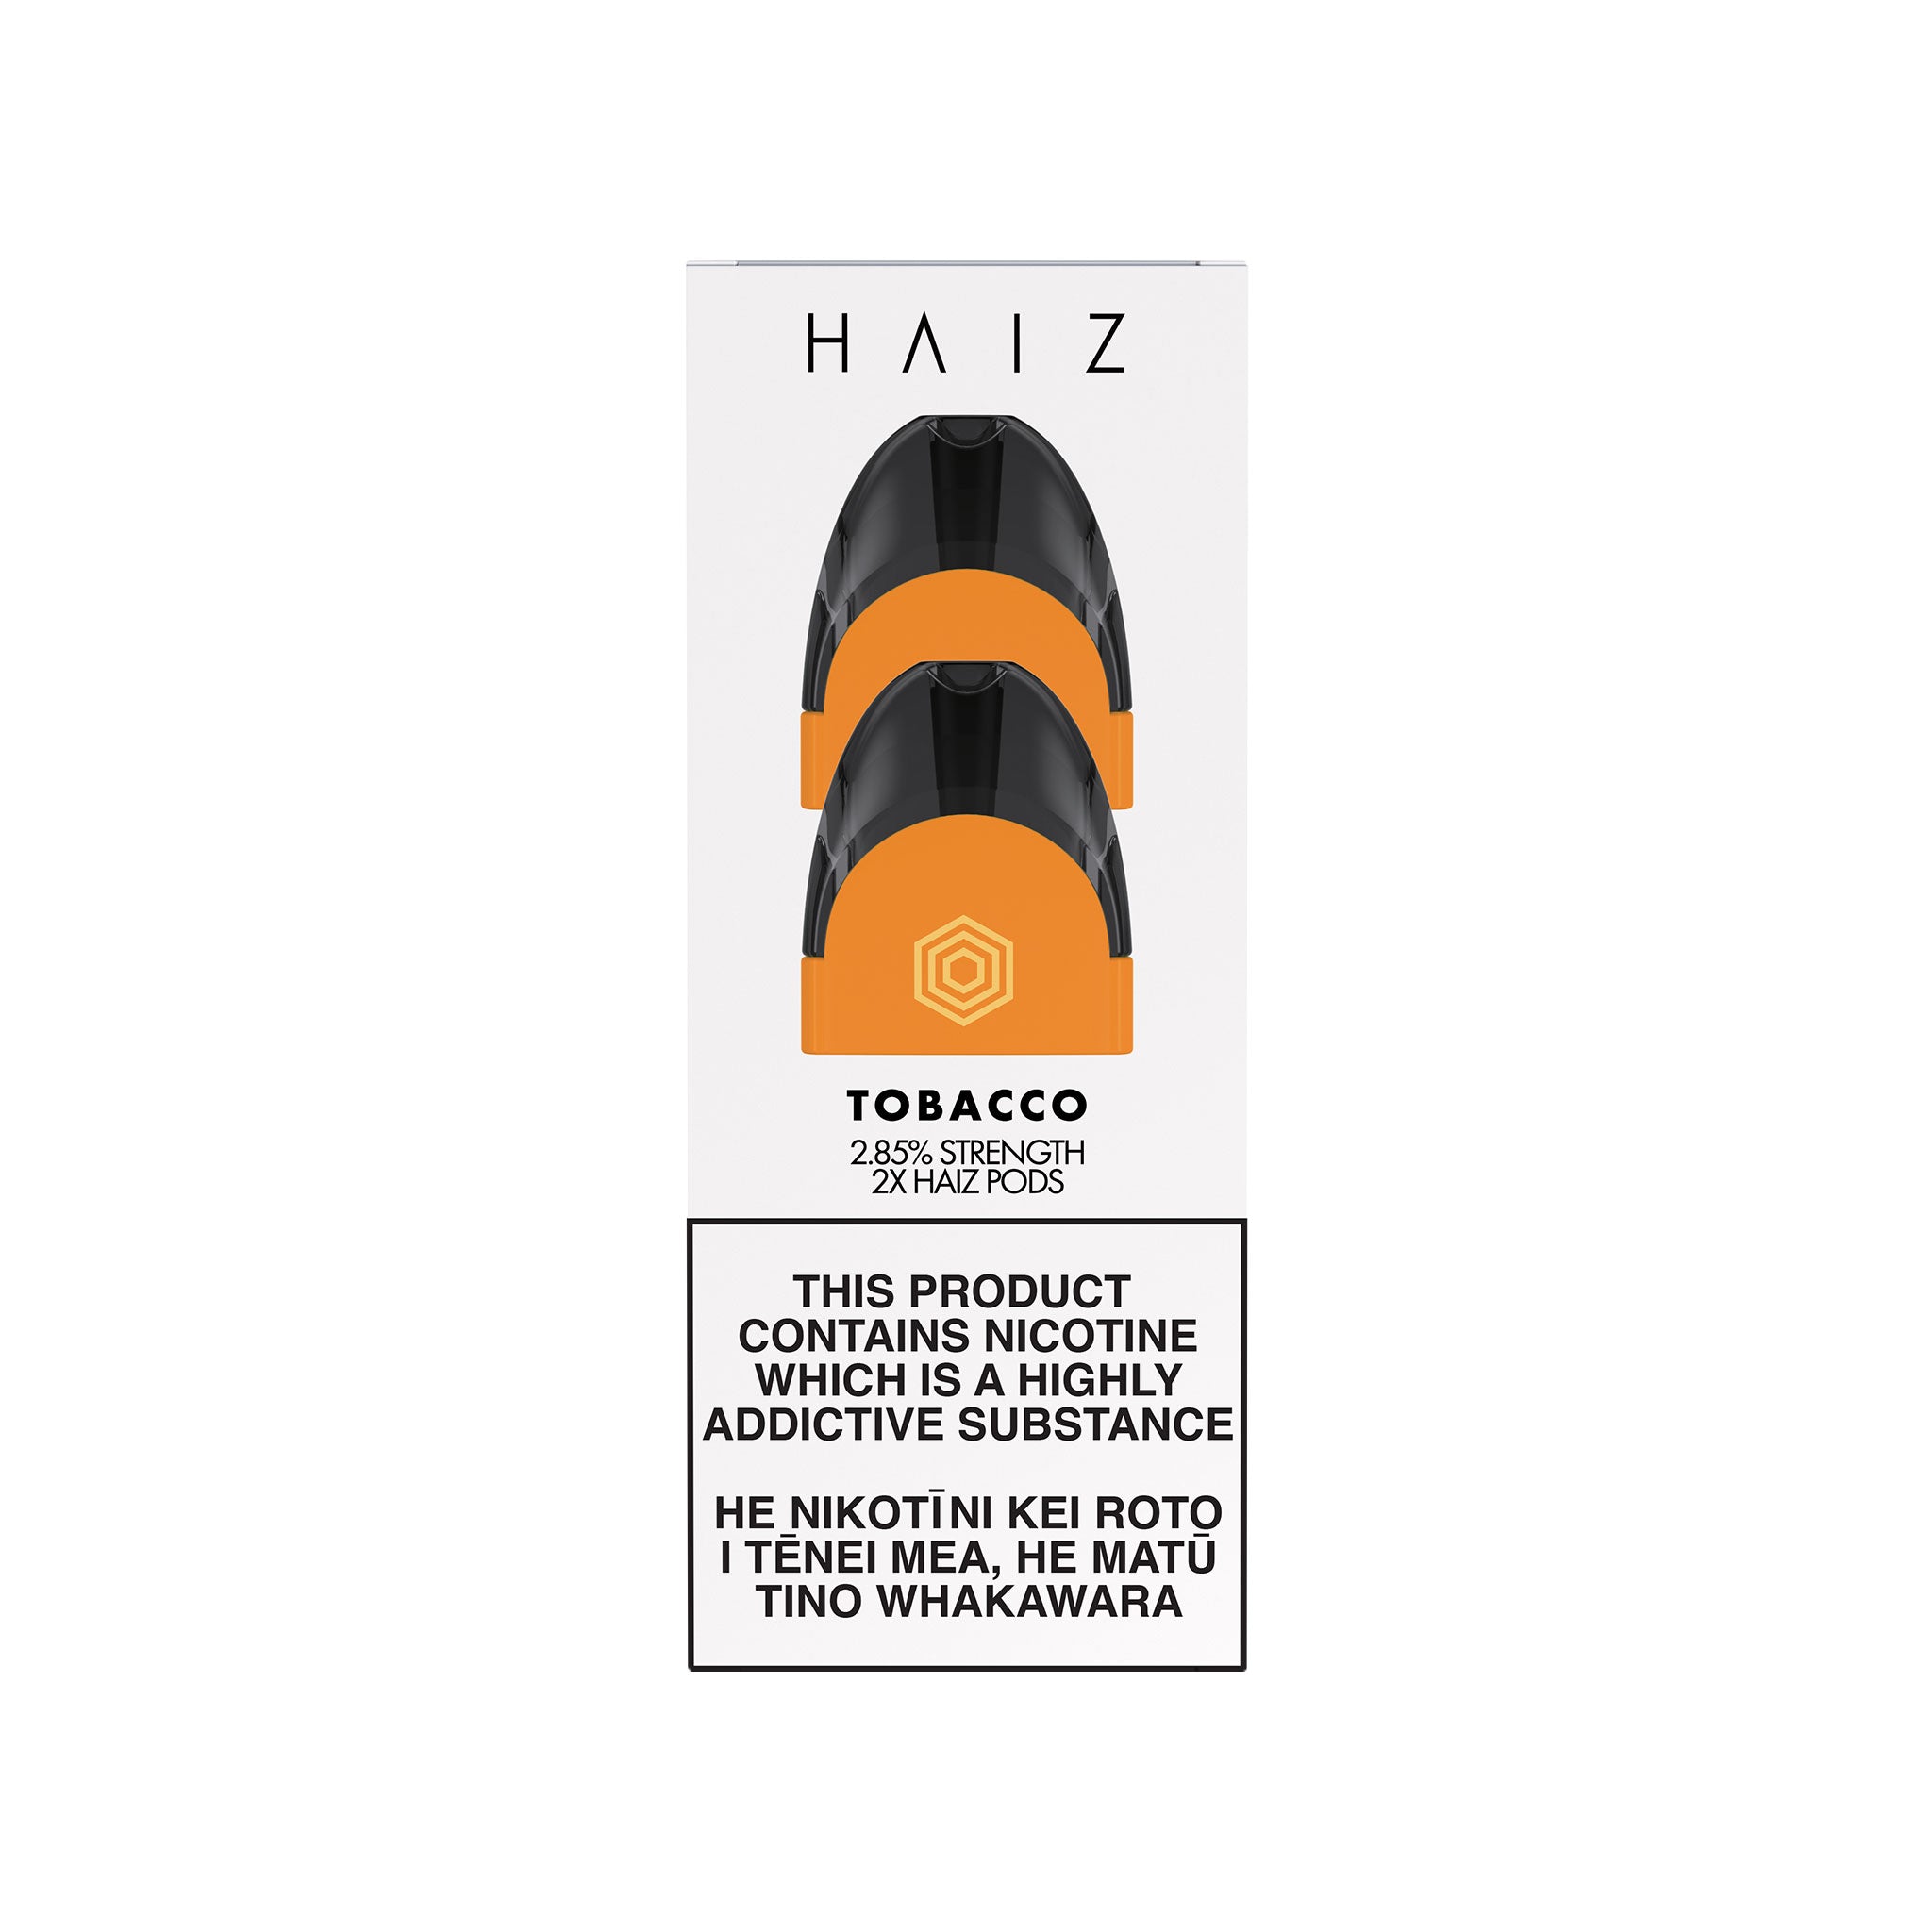 HAIZ
TOBACCO
2.85% STRENGTH
2X HAIZ PODS
THIS PRODUCT
CONTAINS NICOTINE
WHICH IS A HIGHLY
ADDICTIVE SUBSTANCE
HE NIKOTĪNI KEI ROTO
I TĒNEI MEA, HE MATŪ
TINO WHAKAWARA